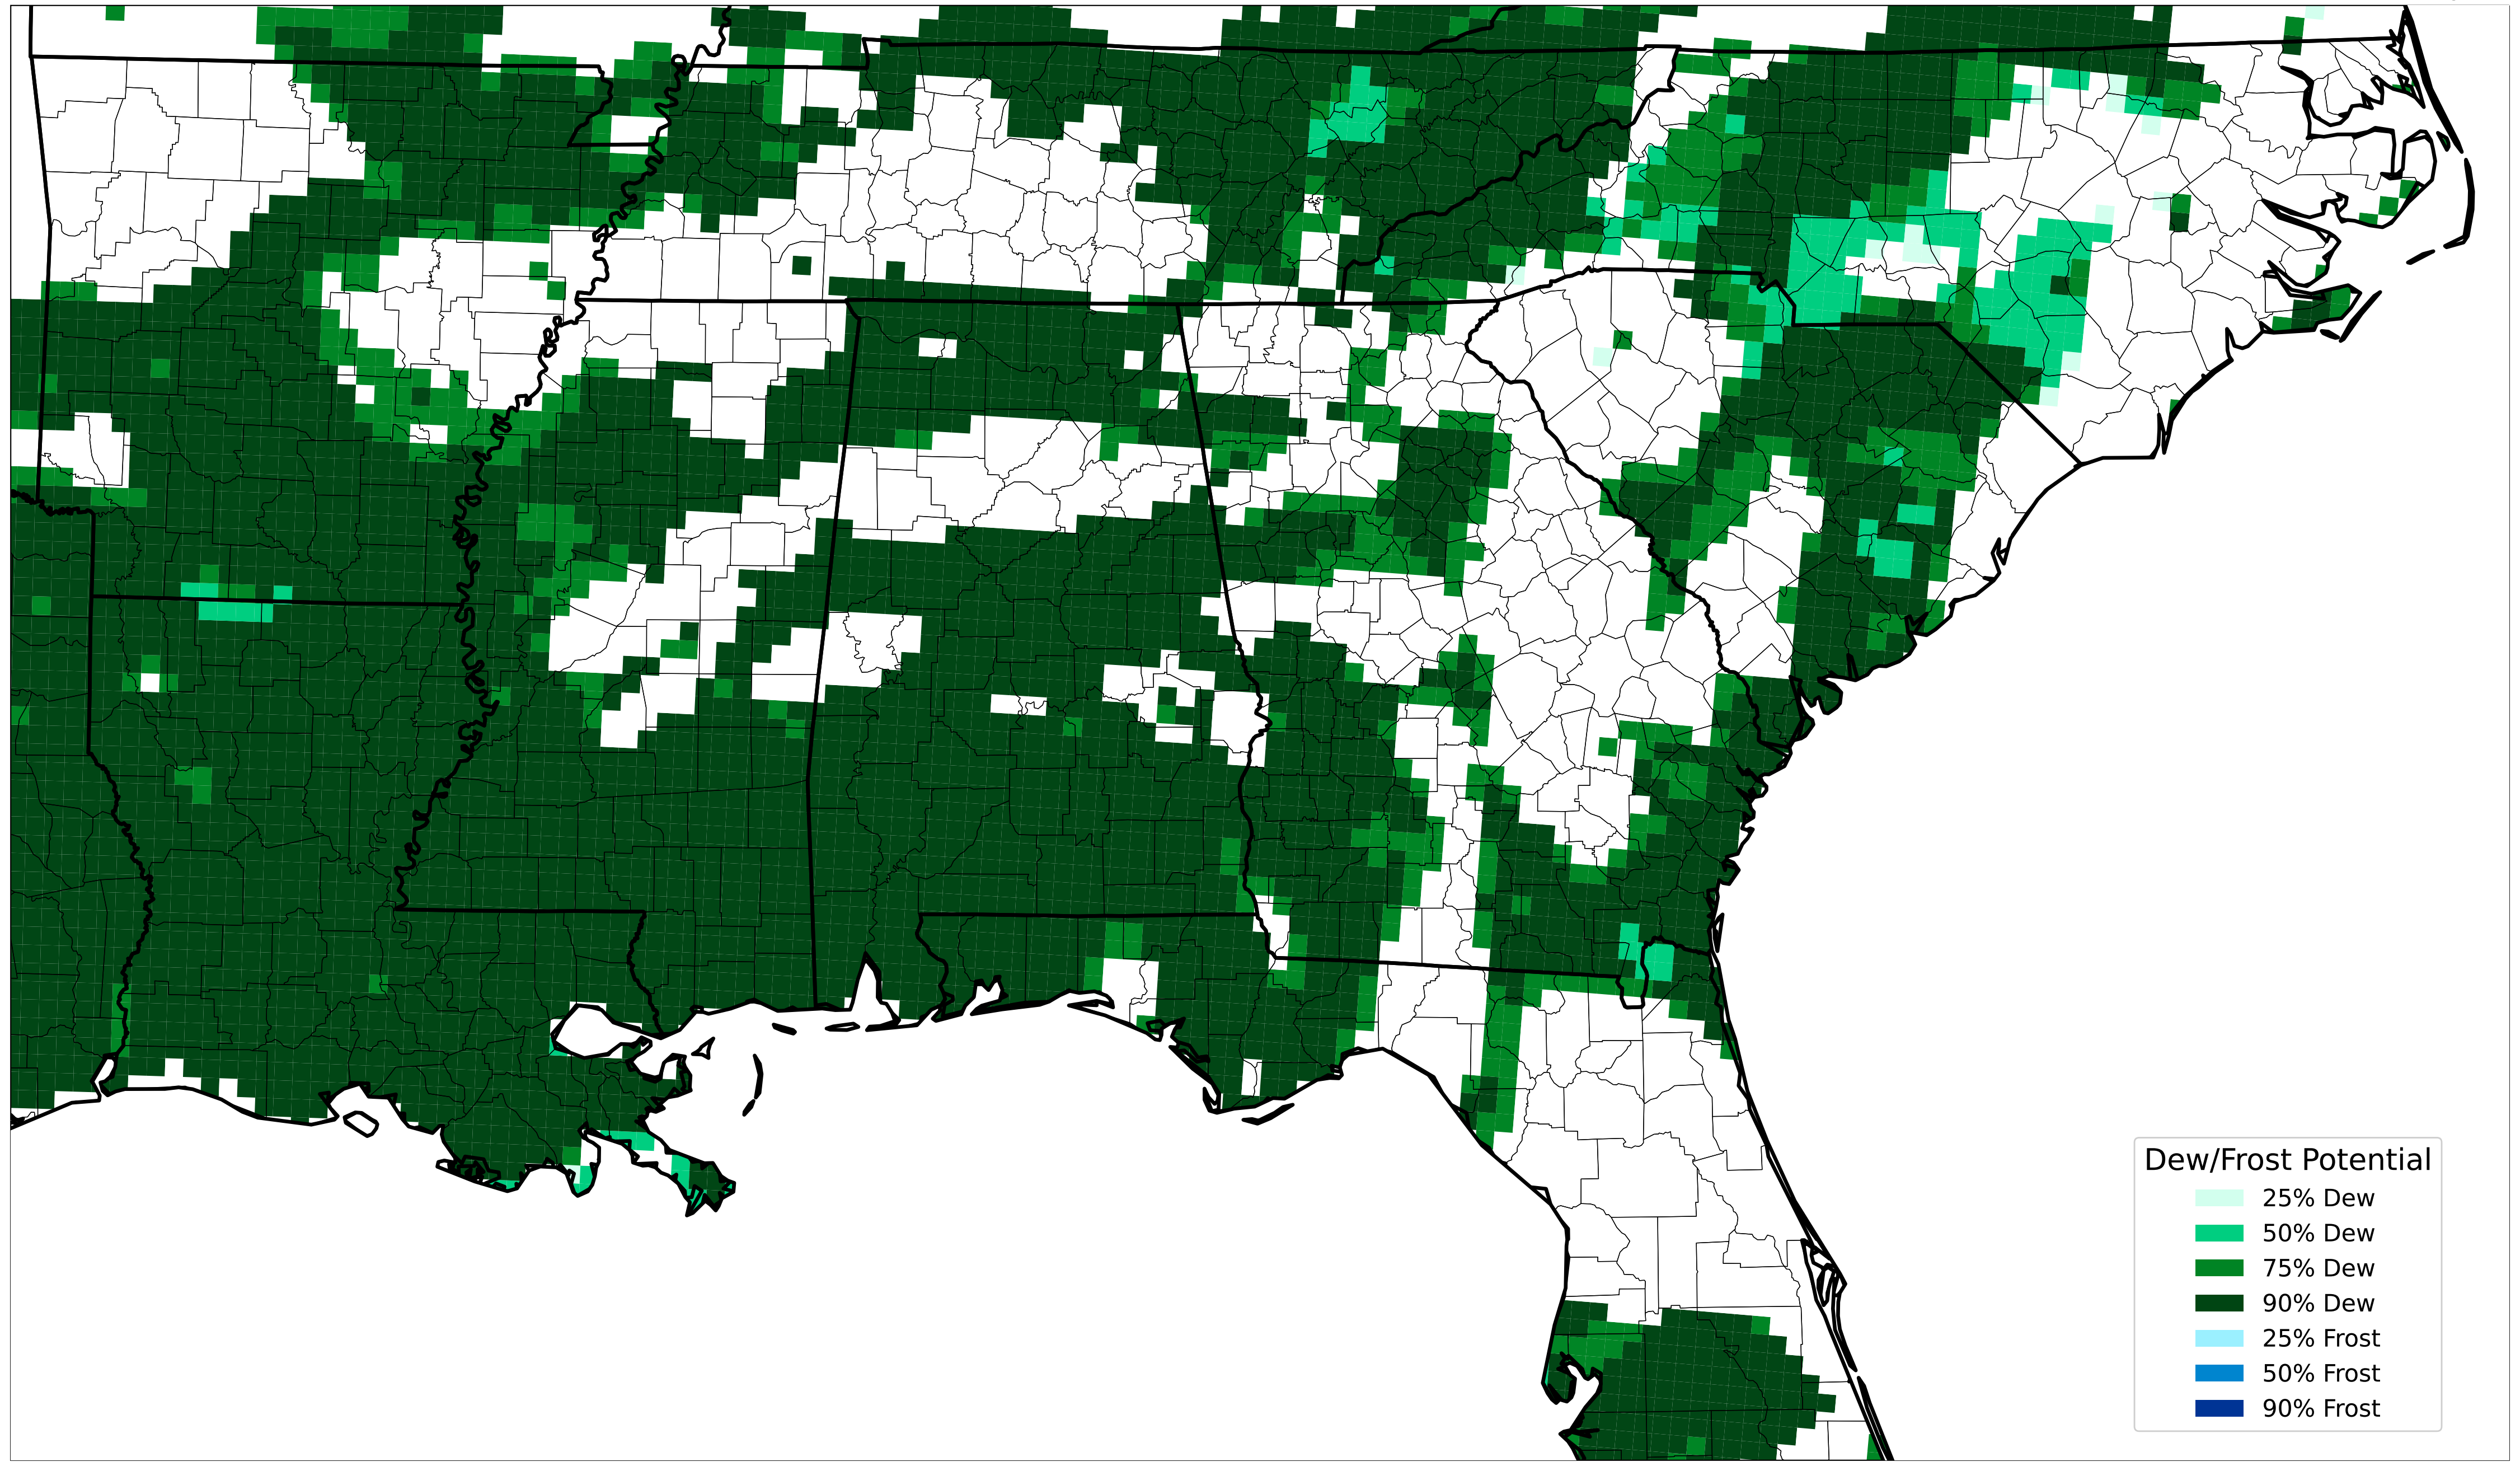 Dew/Frost Potential
25% Dew
50% Dew
75% Dew
90% Dew
25% Frost
50% Frost
90% Frost